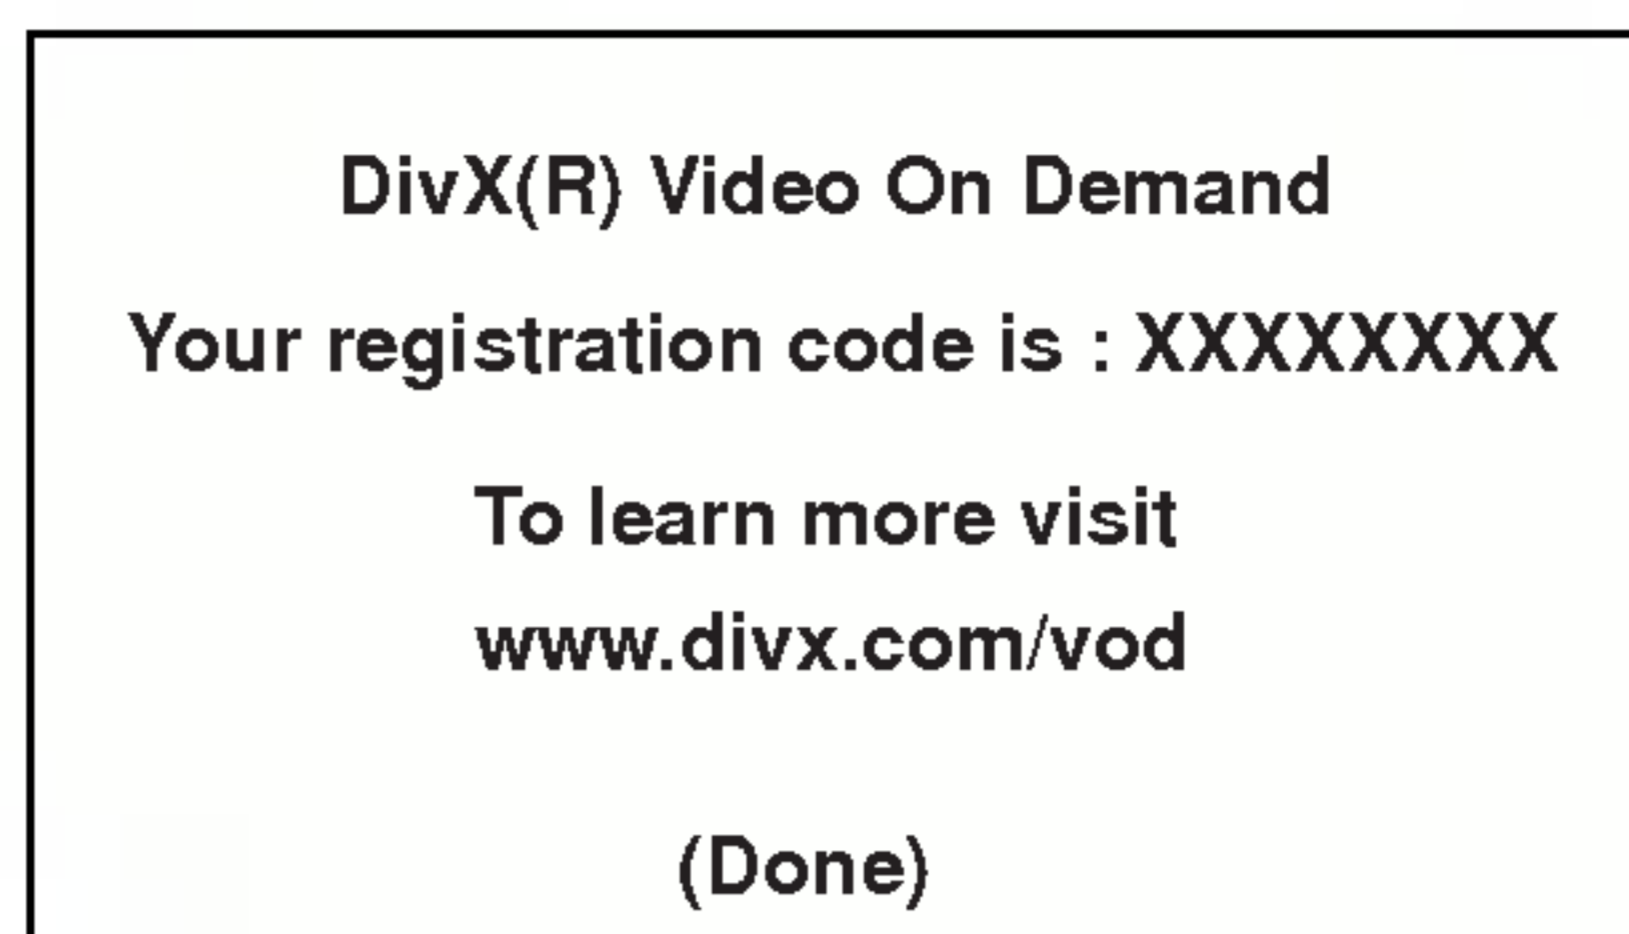 DivX(R) Video On Demand
Your registration code is : XXXXXXXX
To learn more visit
www.divx.com/vod
(Done)